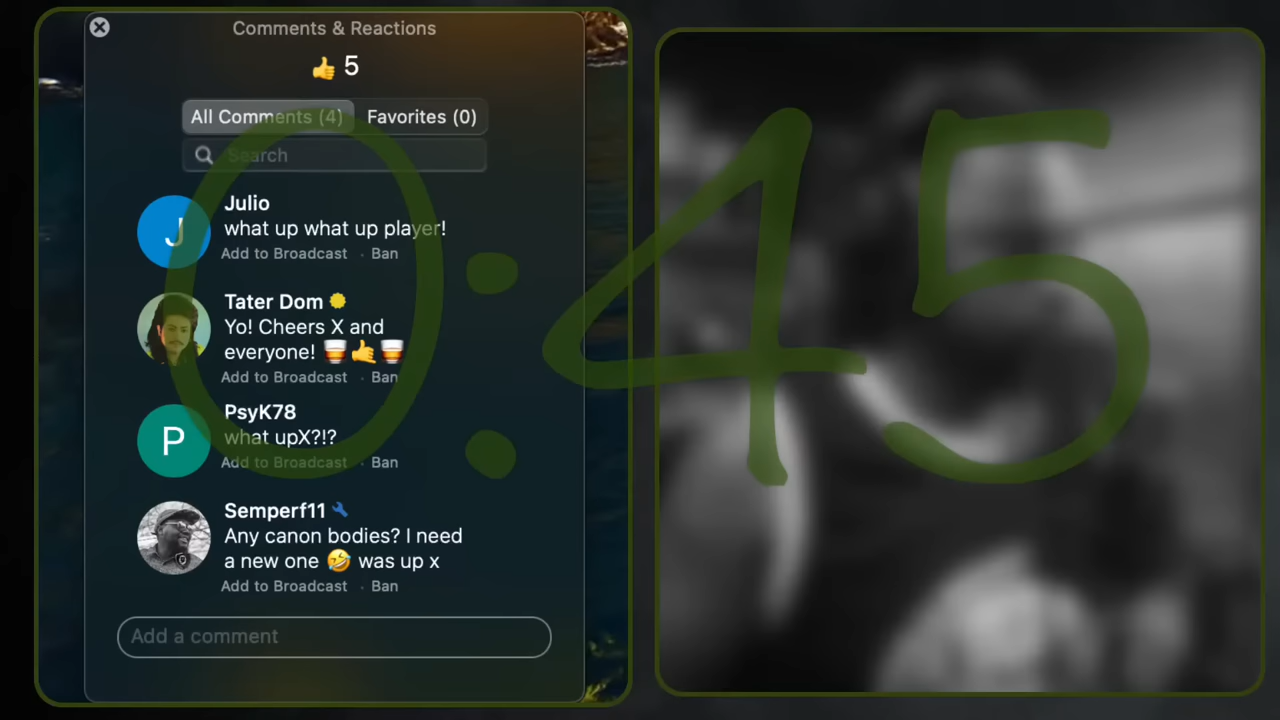 Comments & Reactions
👍 5
All Comments (4) Favorites (0)
Search
Julio
J
what up what up player!
Add to Broadcast · Ban
Tater Dom
Yo! Cheers X and
everyone! 🥃🤙🥃
Add to Broadcast · Ban
PsyK78
P
what upX?!?
Add to Broadcast · Ban
Semperf11
Any canon bodies? I need
a new one 🤣 was up x
Add to Broadcast · Ban
Add a comment
0:45